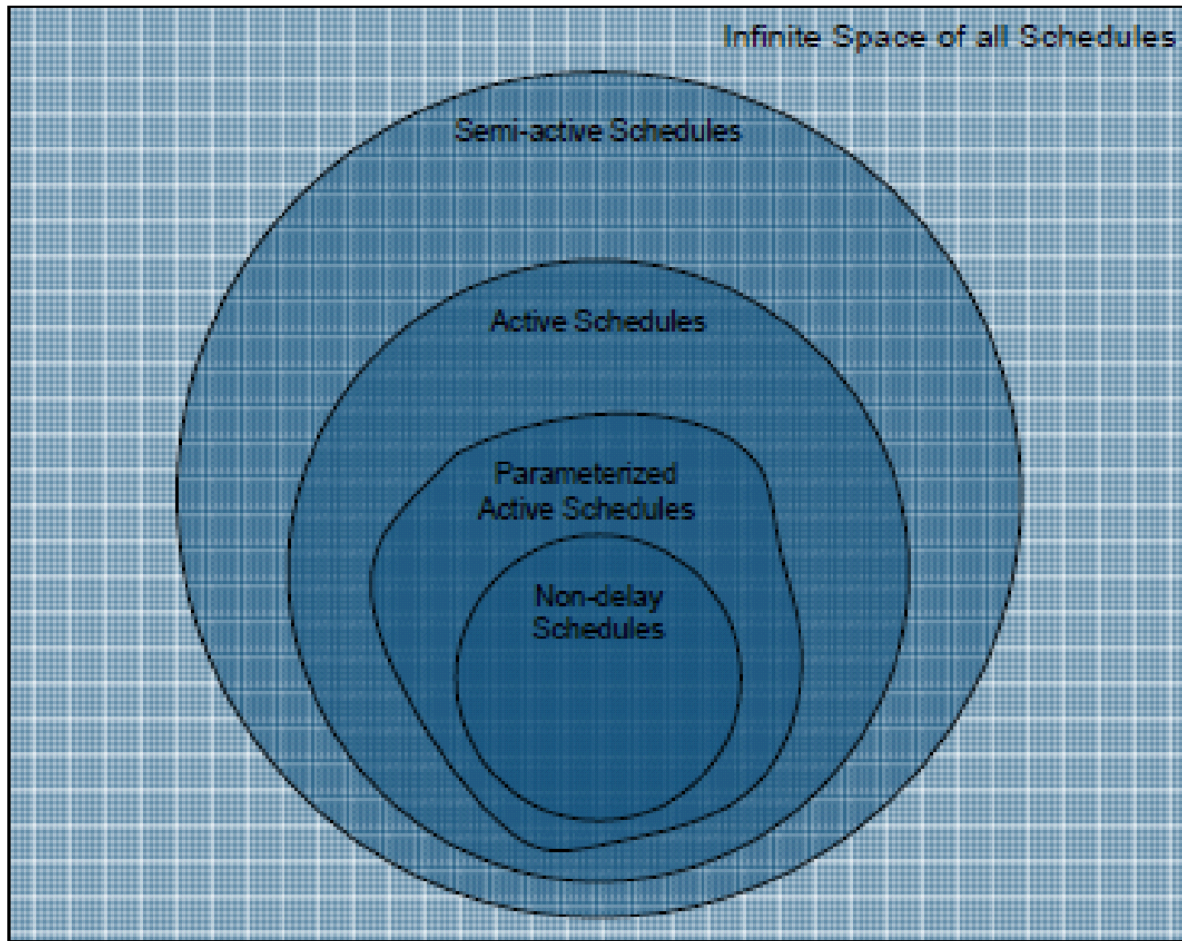 Infinite Space of all Schedules
Semi-active Schedules
Active Schedules
Parameterized
Active Schedules
Non-delay
Schedules